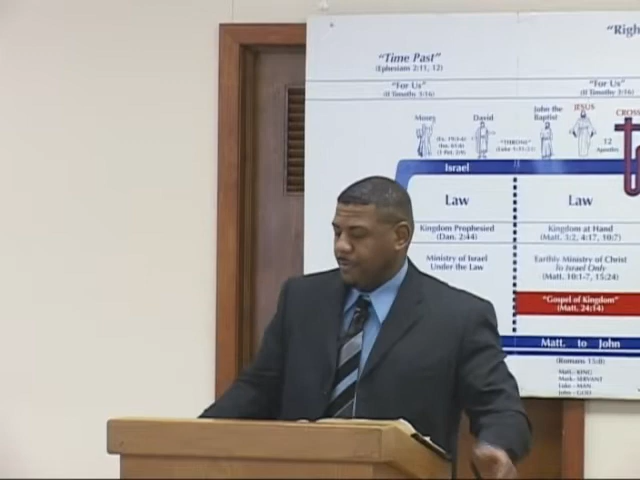 "Righ
"Time Past"
(Ephesians 2:11, 12)
"For Us"
(II Timothy 3:16)
"For Us"
(II Timothy 3:16)
Moses
David
John the
Baptist
JESUS
CROSS
"THRONE"
12
Apostles
Israel
Law
Law
Kingdom Prophesied
(Dan. 2:44)
Kingdom at Hand
(Matt. 3:2, 4:17, 10:7)
Ministry of Israel
Under the Law
Earthly Ministry of Christ
To Israel Only
(Matt. 10:1-7, 15:24)
"Gospel of Kingdom"
(Matt. 24:14)
Matt. to John
(Romans 15:8)
Matt.-KING
Mark-SERVANT
Luke-MAN
John-GOD